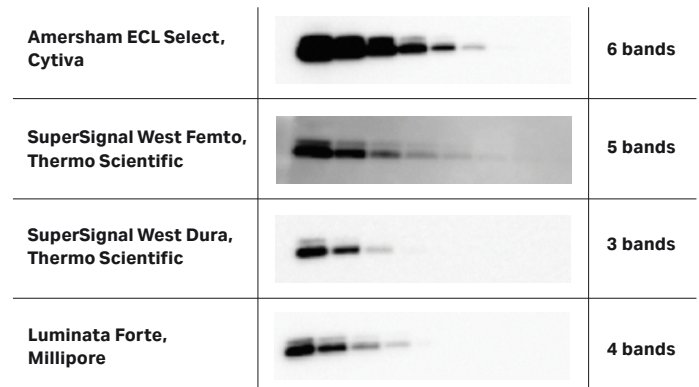 Amersham ECL Select,
Cytiva
6 bands
SuperSignal West Femto,
Thermo Scientific
5 bands
SuperSignal West Dura,
Thermo Scientific
3 bands
Luminata Forte,
Millipore
4 bands